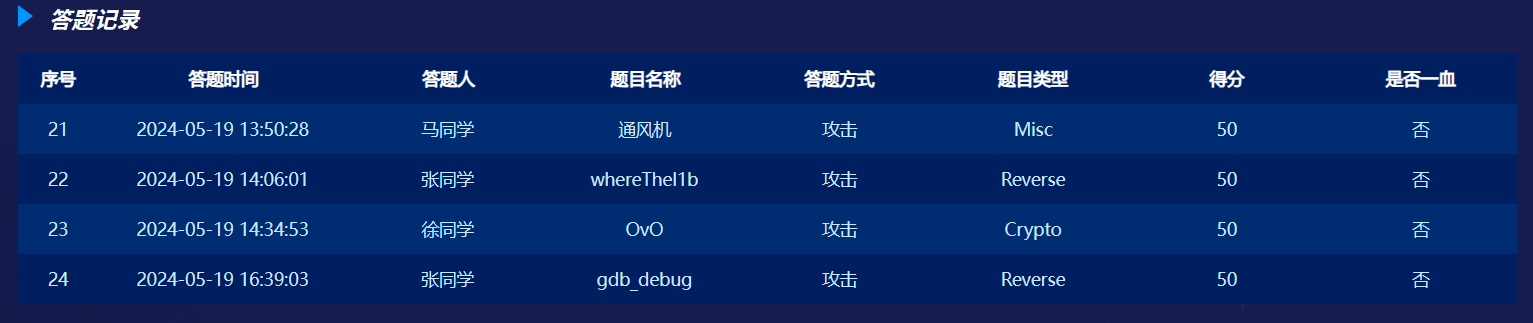 答题记录
序号 答题时间 答题人 题目名称 答题方式 题目类型 得分 是否一血
21 2024-05-19 13:50:28 马同学 通风机 攻击 Misc 50 否
22 2024-05-19 14:06:01 张同学 whereThel1b 攻击 Reverse 50 否
23 2024-05-19 14:34:53 徐同学 OvO 攻击 Crypto 50 否
24 2024-05-19 16:39:03 张同学 gdb_debug 攻击 Reverse 50 否